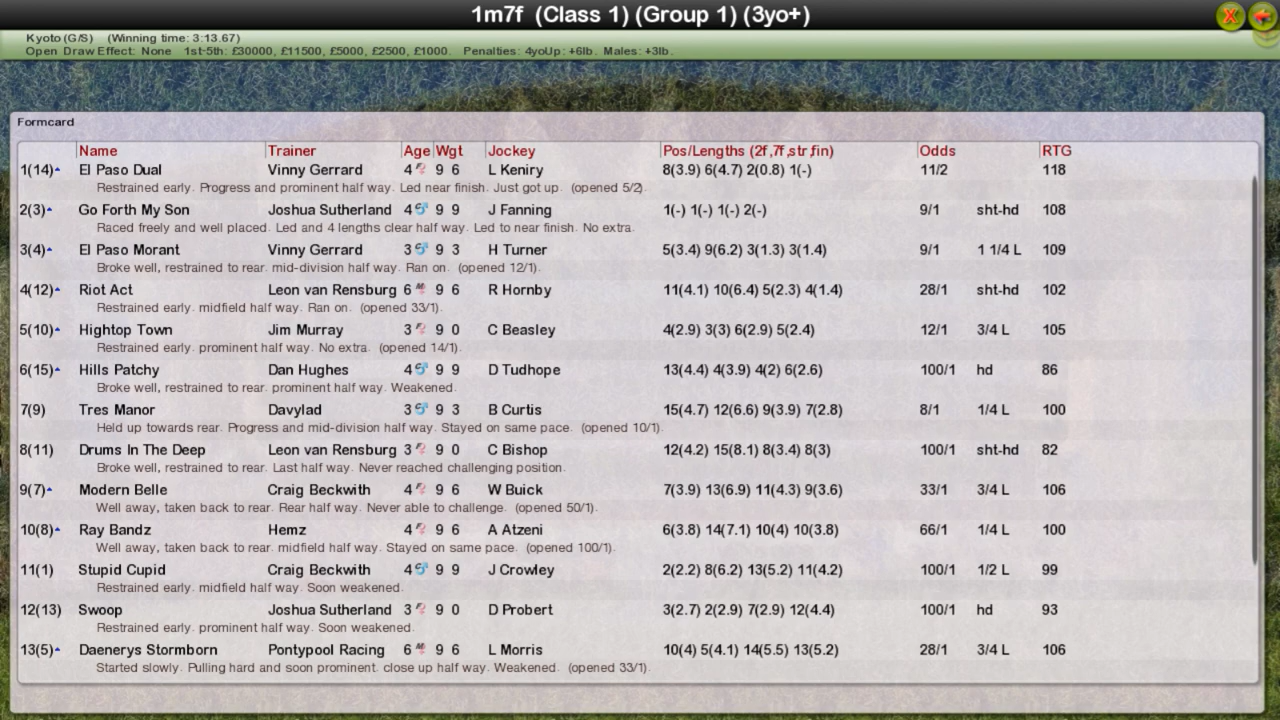 1m7f (Class 1) (Group 1) (3yo+)
Kyoto (G/S) (Winning time: 3:13.67)
Open Draw Effect: None 1st-5th: £30000, £11500, £5000, £2500, £1000. Penalties: 4yoUp: +6lb. Males: +3lb.
Formcard
Name Trainer Age Wgt Jockey Pos/Lengths (2f,7f,str,fin) Odds RTG
1(14) El Paso Dual Vinny Gerrard 4 9 6 L Keniry 8(3.9) 6(4.7) 2(0.8) 1(-) 11/2 118
Restrained early. Progress and prominent half way. Led near finish. Just got up. (opened 5/2).
2(3) Go Forth My Son Joshua Sutherland 4 9 9 J Fanning 1(-) 1(-) 1(-) 2(-) 9/1 sht-hd 108
Raced freely and well placed. Led and 4 lengths clear half way. Led to near finish. No extra.
3(4) El Paso Morant Vinny Gerrard 3 9 3 H Turner 5(3.4) 9(6.2) 3(1.3) 3(1.4) 9/1 1 1/4 L 109
Broke well, restrained to rear. mid-division half way. Ran on. (opened 12/1).
4(12) Riot Act Leon van Rensburg 6 9 6 R Hornby 11(4.1) 10(6.4) 5(2.3) 4(1.4) 28/1 sht-hd 102
Restrained early. midfield half way. Ran on. (opened 33/1).
5(10) Hightop Town Jim Murray 3 9 0 C Beasley 4(2.9) 3(3) 6(2.9) 5(2.4) 12/1 3/4 L 105
Restrained early. prominent half way. No extra. (opened 14/1).
6(15) Hills Patchy Dan Hughes 4 9 9 D Tudhope 13(4.4) 4(3.9) 4(2) 6(2.6) 100/1 hd 86
Broke well, restrained to rear. prominent half way. Weakened.
7(9) Tres Manor Davylad 3 9 3 B Curtis 15(4.7) 12(6.6) 9(3.9) 7(2.8) 8/1 1/4 L 100
Held up towards rear. Progress and mid-division half way. Stayed on same pace. (opened 10/1).
8(11) Drums In The Deep Leon van Rensburg 3 9 0 C Bishop 12(4.2) 15(8.1) 8(3.4) 8(3) 100/1 sht-hd 82
Broke well, restrained to rear. Last half way. Never reached challenging position.
9(7) Modern Belle Craig Beckwith 4 9 6 W Buick 7(3.9) 13(6.9) 11(4.3) 9(3.6) 33/1 3/4 L 106
Well away, taken back to rear. Rear half way. Never able to challenge. (opened 50/1).
10(8) Ray Bandz Hemz 4 9 6 A Atzeni 6(3.8) 14(7.1) 10(4) 10(3.8) 66/1 1/4 L 100
Well away, taken back to rear. midfield half way. Stayed on same pace. (opened 100/1).
11(1) Stupid Cupid Craig Beckwith 4 9 9 J Crowley 2(2.2) 8(6.2) 13(5.2) 11(4.2) 100/1 1/2 L 99
Restrained early. midfield half way. Soon weakened.
12(13) Swoop Joshua Sutherland 3 9 0 D Probert 3(2.7) 2(2.9) 7(2.9) 12(4.4) 100/1 hd 93
Restrained early. prominent half way. Soon weakened.
13(5) Daenerys Stormborn Pontypool Racing 6 9 6 L Morris 10(4) 5(4.1) 14(5.5) 13(5.2) 28/1 3/4 L 106
Started slowly. Pulling hard and soon prominent. close up half way. Weakened. (opened 33/1).